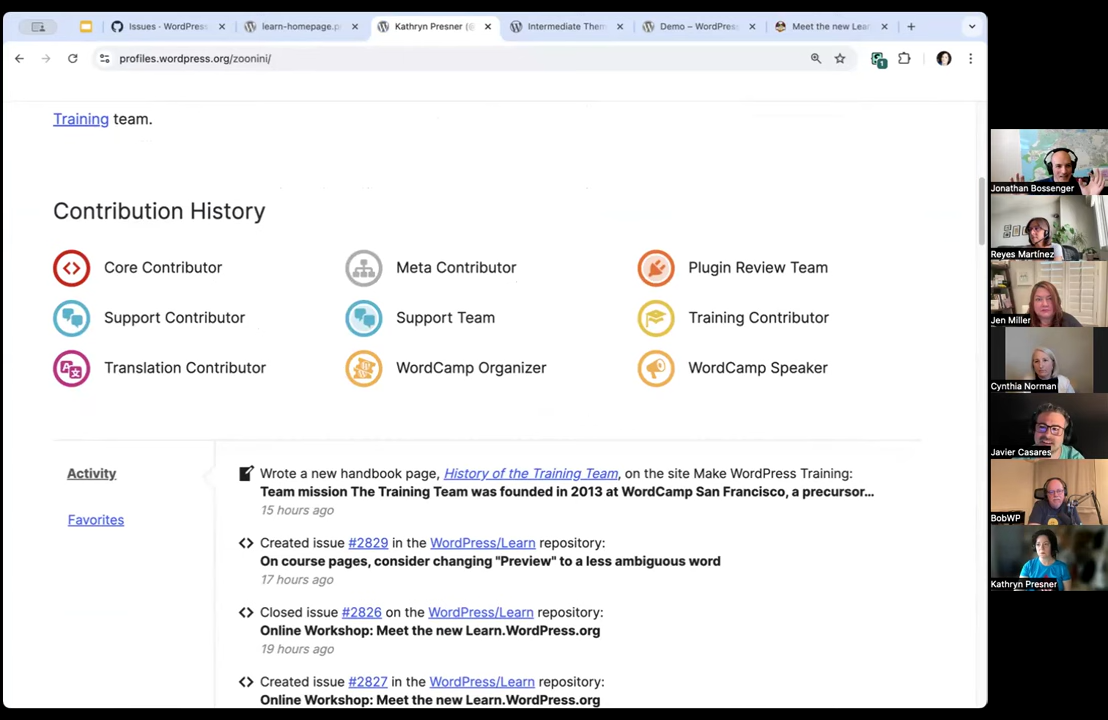 Issues · WordPress
learn-homepage.p
Kathryn Presner (@
Intermediate Them
Demo – WordPres
Meet the new Lear
profiles.wordpress.org/zoonini/
1
Training team.
Contribution History
Core Contributor
Meta Contributor
Plugin Review Team
Support Contributor
Support Team
Training Contributor
Translation Contributor
WordCamp Organizer
WordCamp Speaker
Activity
Favorites
Wrote a new handbook page, History of the Training Team, on the site Make WordPress Training:
Team mission The Training Team was founded in 2013 at WordCamp San Francisco, a precursor...
15 hours ago
Created issue #2829 in the WordPress/Learn repository:
On course pages, consider changing "Preview" to a less ambiguous word
17 hours ago
Closed issue #2826 on the WordPress/Learn repository:
Online Workshop: Meet the new Learn.WordPress.org
19 hours ago
Created issue #2827 in the WordPress/Learn repository:
Online Workshop: Meet the new Learn.WordPress.org
Jonathan Bossenger
Reyes Martínez
Jen Miller
Cynthia Norman
Javier Casares
BobWP
Kathryn Presner